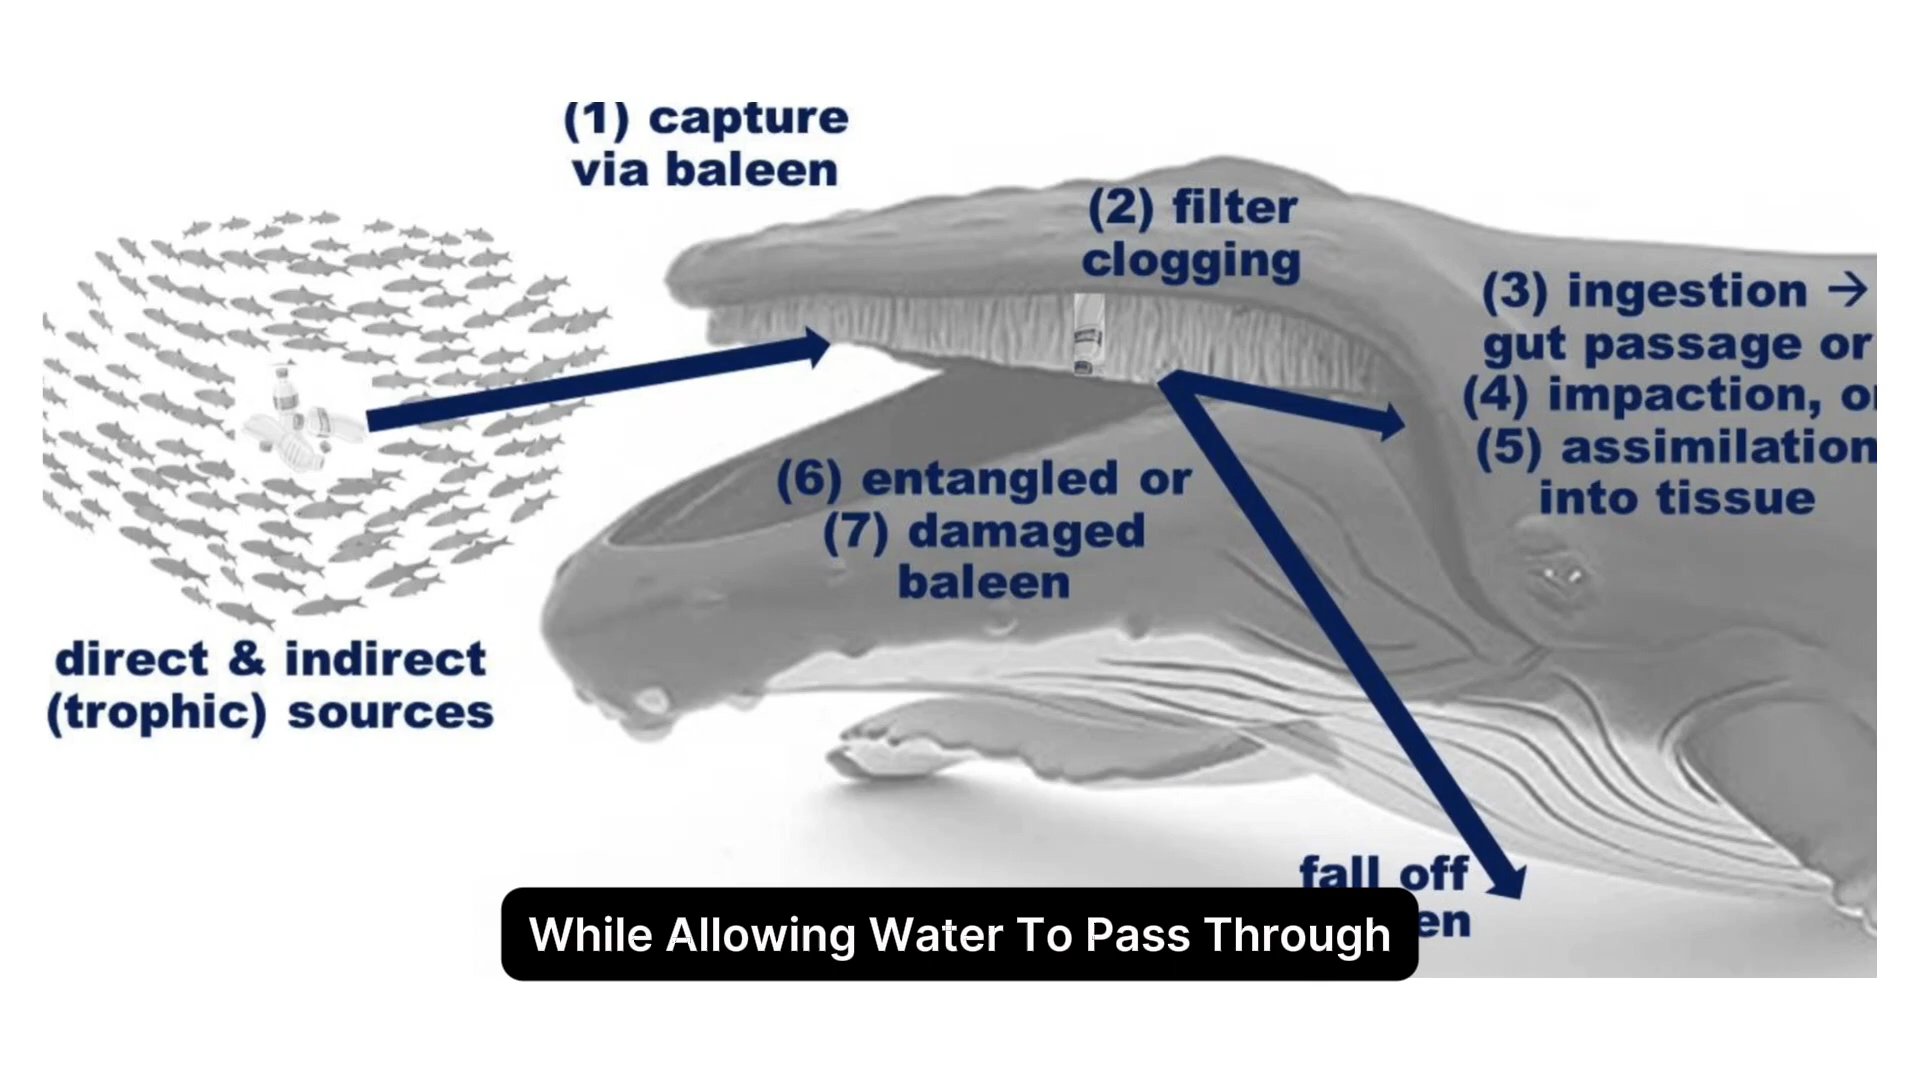 (1) capture
via baleen
(2) filter
clogging
(3) ingestion →
gut passage or
(4) impaction, or
(5) assimilation
into tissue
(6) entangled or
(7) damaged
baleen
direct & indirect
(trophic) sources
fall off
While Allowing Water To Pass Through